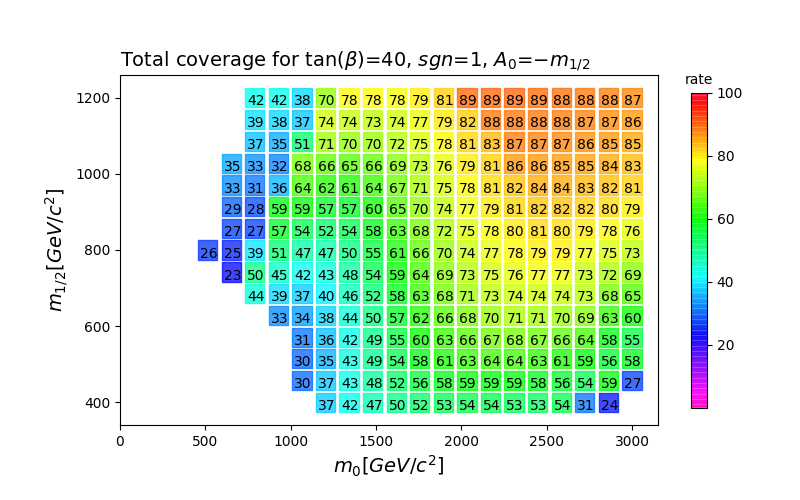 Total coverage for tan(β)=40, sgn=1, A₀=−m₁/₂
rate
1200 42 42 38 70 78 78 78 79 81 89 89 89 89 88 88 88 87 100
39 38 37 74 74 73 74 77 79 82 88 88 88 88 87 87 86
37 35 51 71 70 70 72 75 78 81 83 87 87 87 86 85 85
1000 35 33 32 68 66 65 66 69 73 76 79 81 86 86 85 85 84 83 80
33 31 36 64 62 61 64 67 71 75 78 81 82 84 84 83 82 81
29 28 59 59 57 57 60 65 70 74 77 79 81 82 82 82 80 79
27 27 57 54 52 54 58 63 68 72 75 78 80 81 80 79 78 76 60
800 26 25 39 51 47 47 50 55 61 66 70 74 77 78 79 79 77 75 73
23 50 45 42 43 48 54 59 64 69 73 75 76 77 77 73 72 69
44 39 37 40 46 52 58 63 68 71 73 74 74 74 73 68 65 40
600 33 34 38 44 50 57 62 66 68 70 71 71 70 69 63 60
31 36 42 49 55 60 63 66 67 68 67 66 64 58 55
30 35 43 49 54 58 61 63 64 64 63 61 59 56 58 20
30 37 43 48 52 56 58 59 59 59 58 56 54 59 27
400 37 42 47 50 52 53 54 54 53 53 54 31 24
m₁/₂[GeV/c²]
0 500 1000 1500 2000 2500 3000
m₀[GeV/c²]